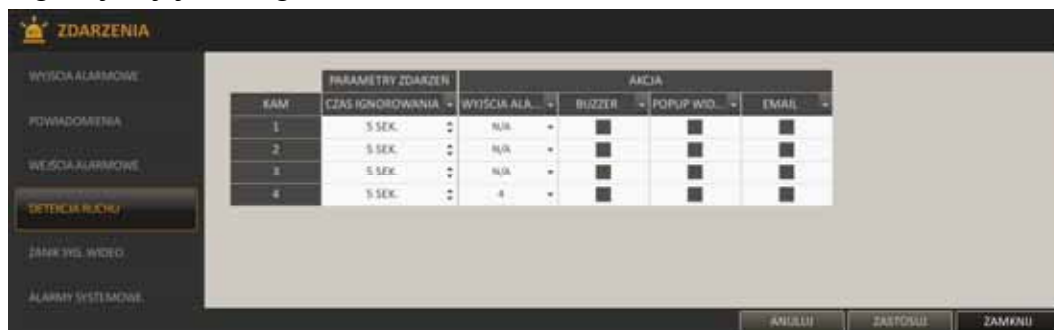 ZDARZENIA
WYJŚCIA ALARMOWE
POWIADOMIENIA
WEJŚCIA ALARMOWE
DETEKCJA RUCHU
ZANIK SYG. WIDEO
ALARMY SYSTEMOWE
PARAMETRY ZDARZEŃ AKCJA
KAM CZAS IGNOROWANIA WYJŚCIA ALA... BUZZER POPUP WID... EMAIL
1 5 SEK. N/A
2 5 SEK. N/A
3 5 SEK. N/A
4 5 SEK. 4
ANULUJ ZASTOSUJ ZAMKNIJ